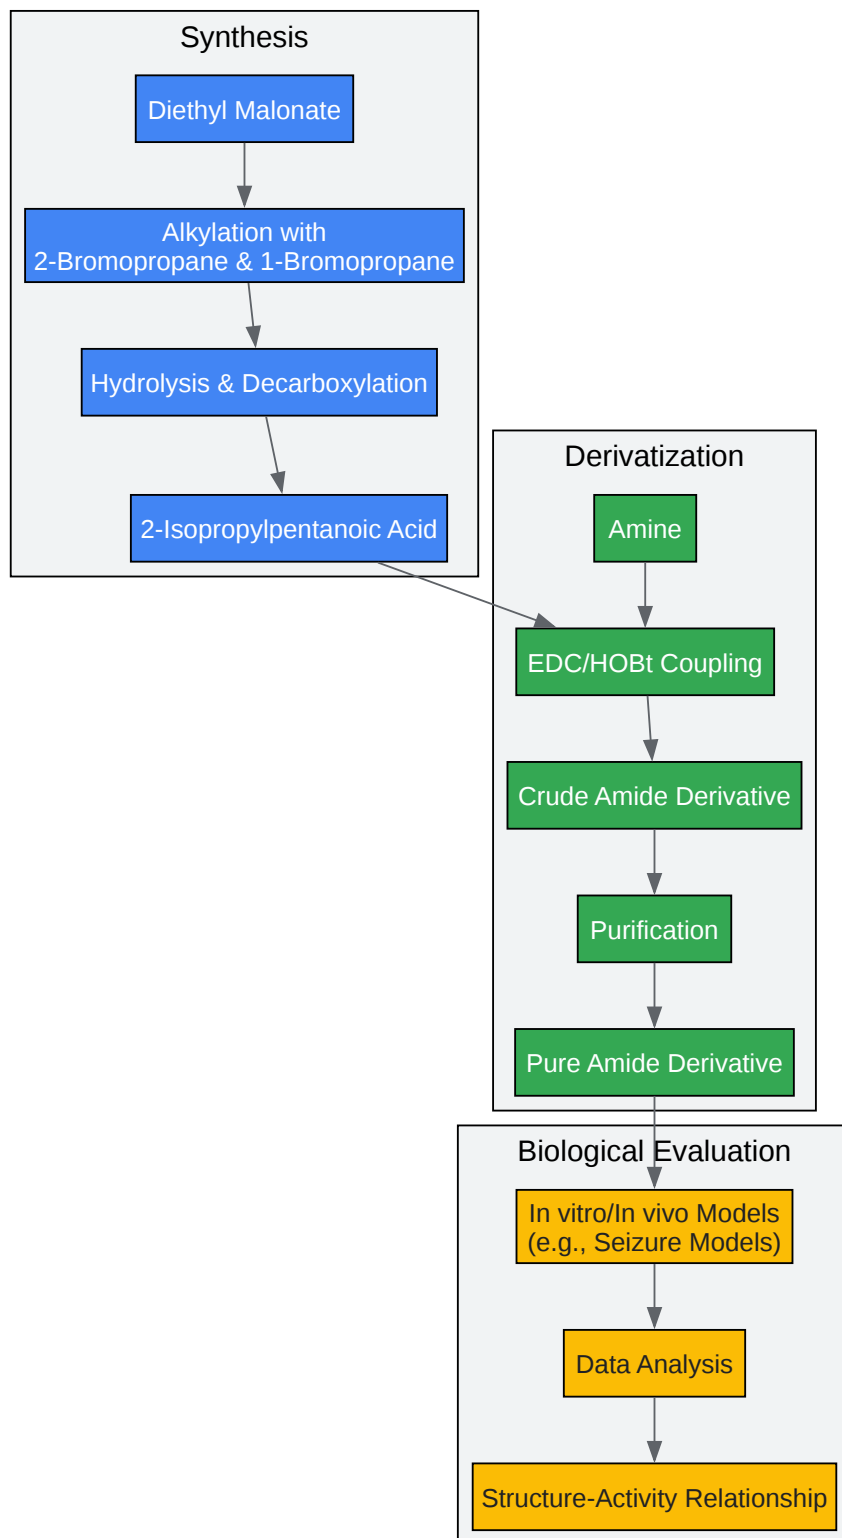 Synthesis
Diethyl Malonate
Alkylation with
2-Bromopropane & 1-Bromopropane
Hydrolysis & Decarboxylation
2-Isopropylpentanoic Acid
Derivatization
Amine
EDC/HOBt Coupling
Crude Amide Derivative
Purification
Pure Amide Derivative
Biological Evaluation
In vitro/In vivo Models
(e.g., Seizure Models)
Data Analysis
Structure-Activity Relationship